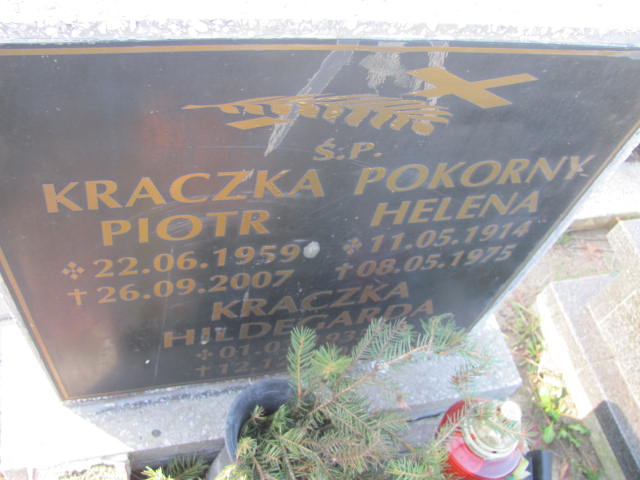 Ś.P.
KRACZKA
PIOTR
22.06.1959
26.09.2007
POKORNY
HELENA
11.05.1914
08.05.1975
KRACZKA
HILDEGARDA